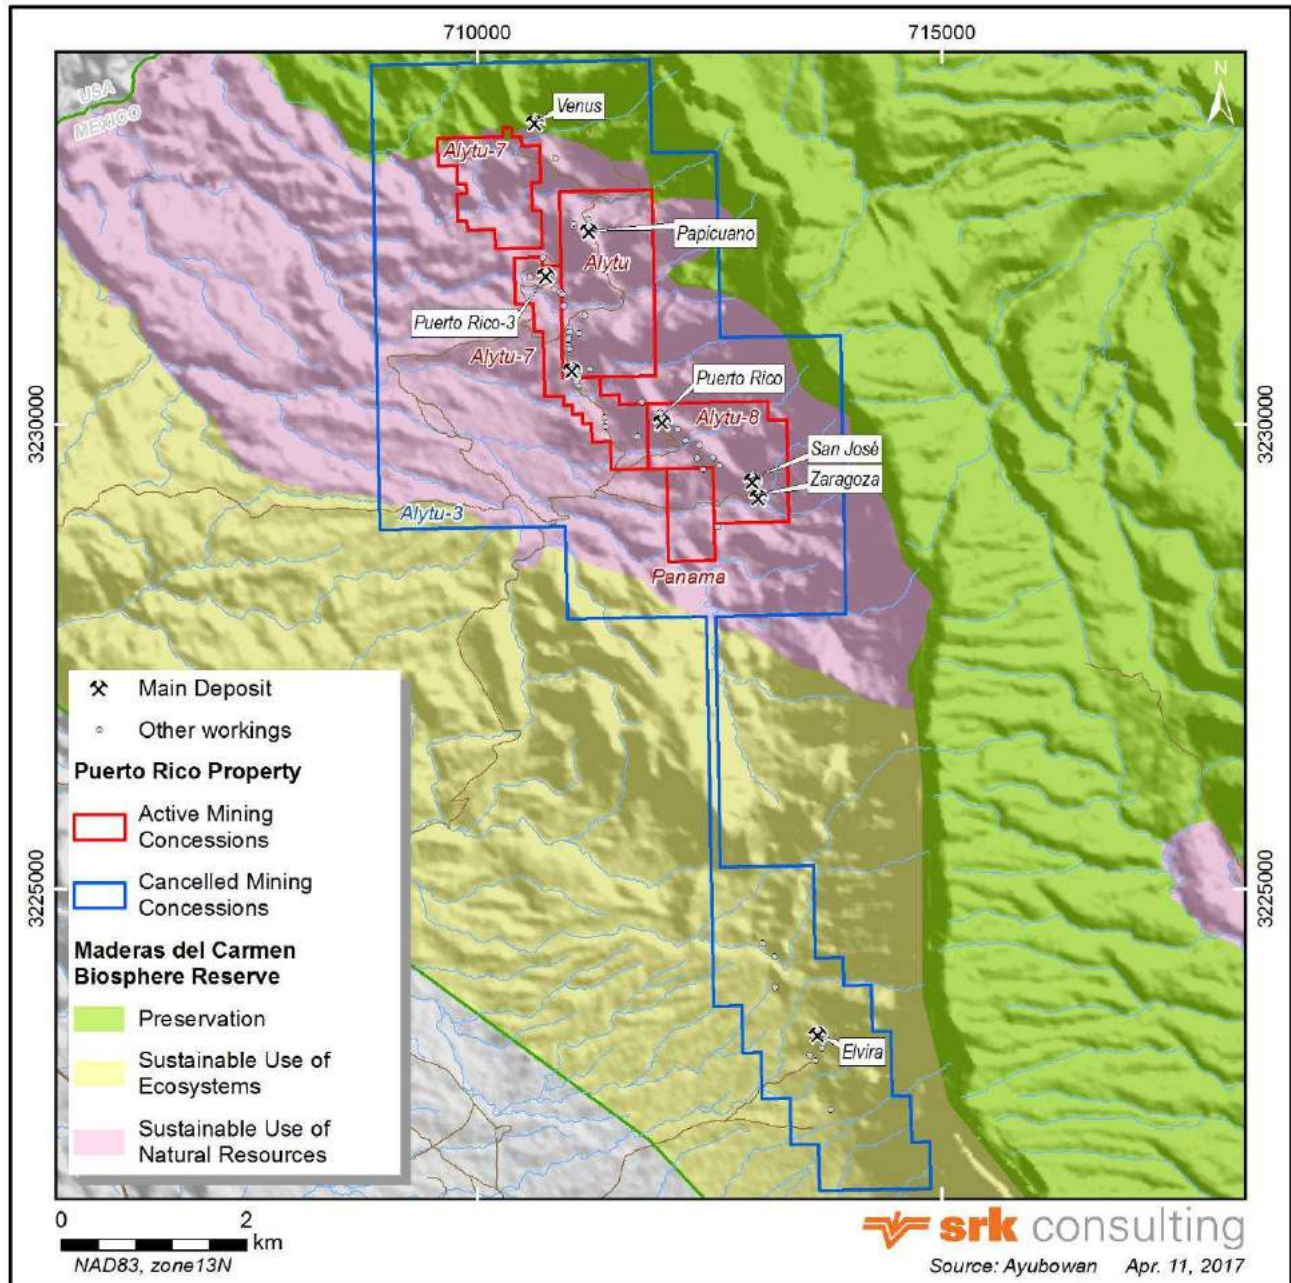 710000
715000
N
USA
MEXICO
Venus
Alytu-7
Papicuano
Alytu
Puerto Rico-3
Alytu-7
Puerto Rico
Alytu-8
3230000
3230000
San José
Zaragoza
Alytu-3
Panama
Main Deposit
Other workings
Puerto Rico Property
Active Mining
Concessions
Cancelled Mining
Concessions
3225000
3225000
Maderas del Carmen
Biosphere Reserve
Preservation
Sustainable Use of
Ecosystems
Sustainable Use of
Natural Resources
Elvira
0 2
km
NAD83, zone13N
srk consulting
Source: Ayubowan Apr. 11, 2017